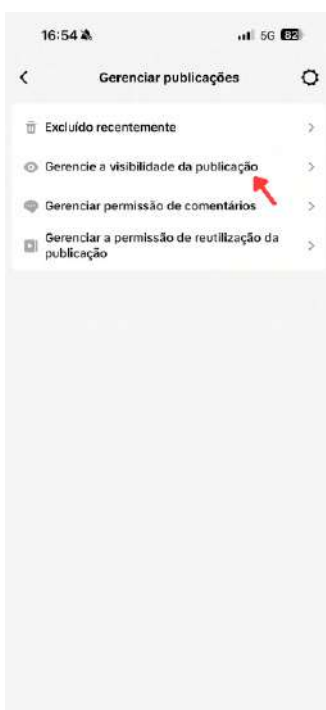 16:54
5G 82
Gerenciar publicações
Excluído recentemente
Gerencie a visibilidade da publicação
Gerenciar permissão de comentários
Gerenciar a permissão de reutilização da
publicação